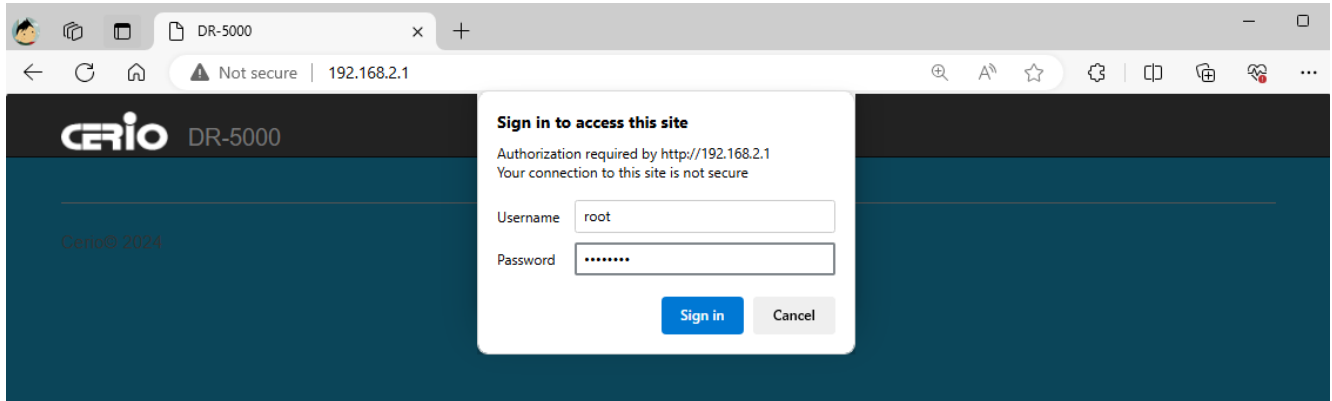 DR-5000
Not secure 192.168.2.1
CERIO DR-5000
Sign in to access this site
Authorization required by http://192.168.2.1
Your connection to this site is not secure
Username root
Password ••••••••
Sign in Cancel
Cerio© 2024